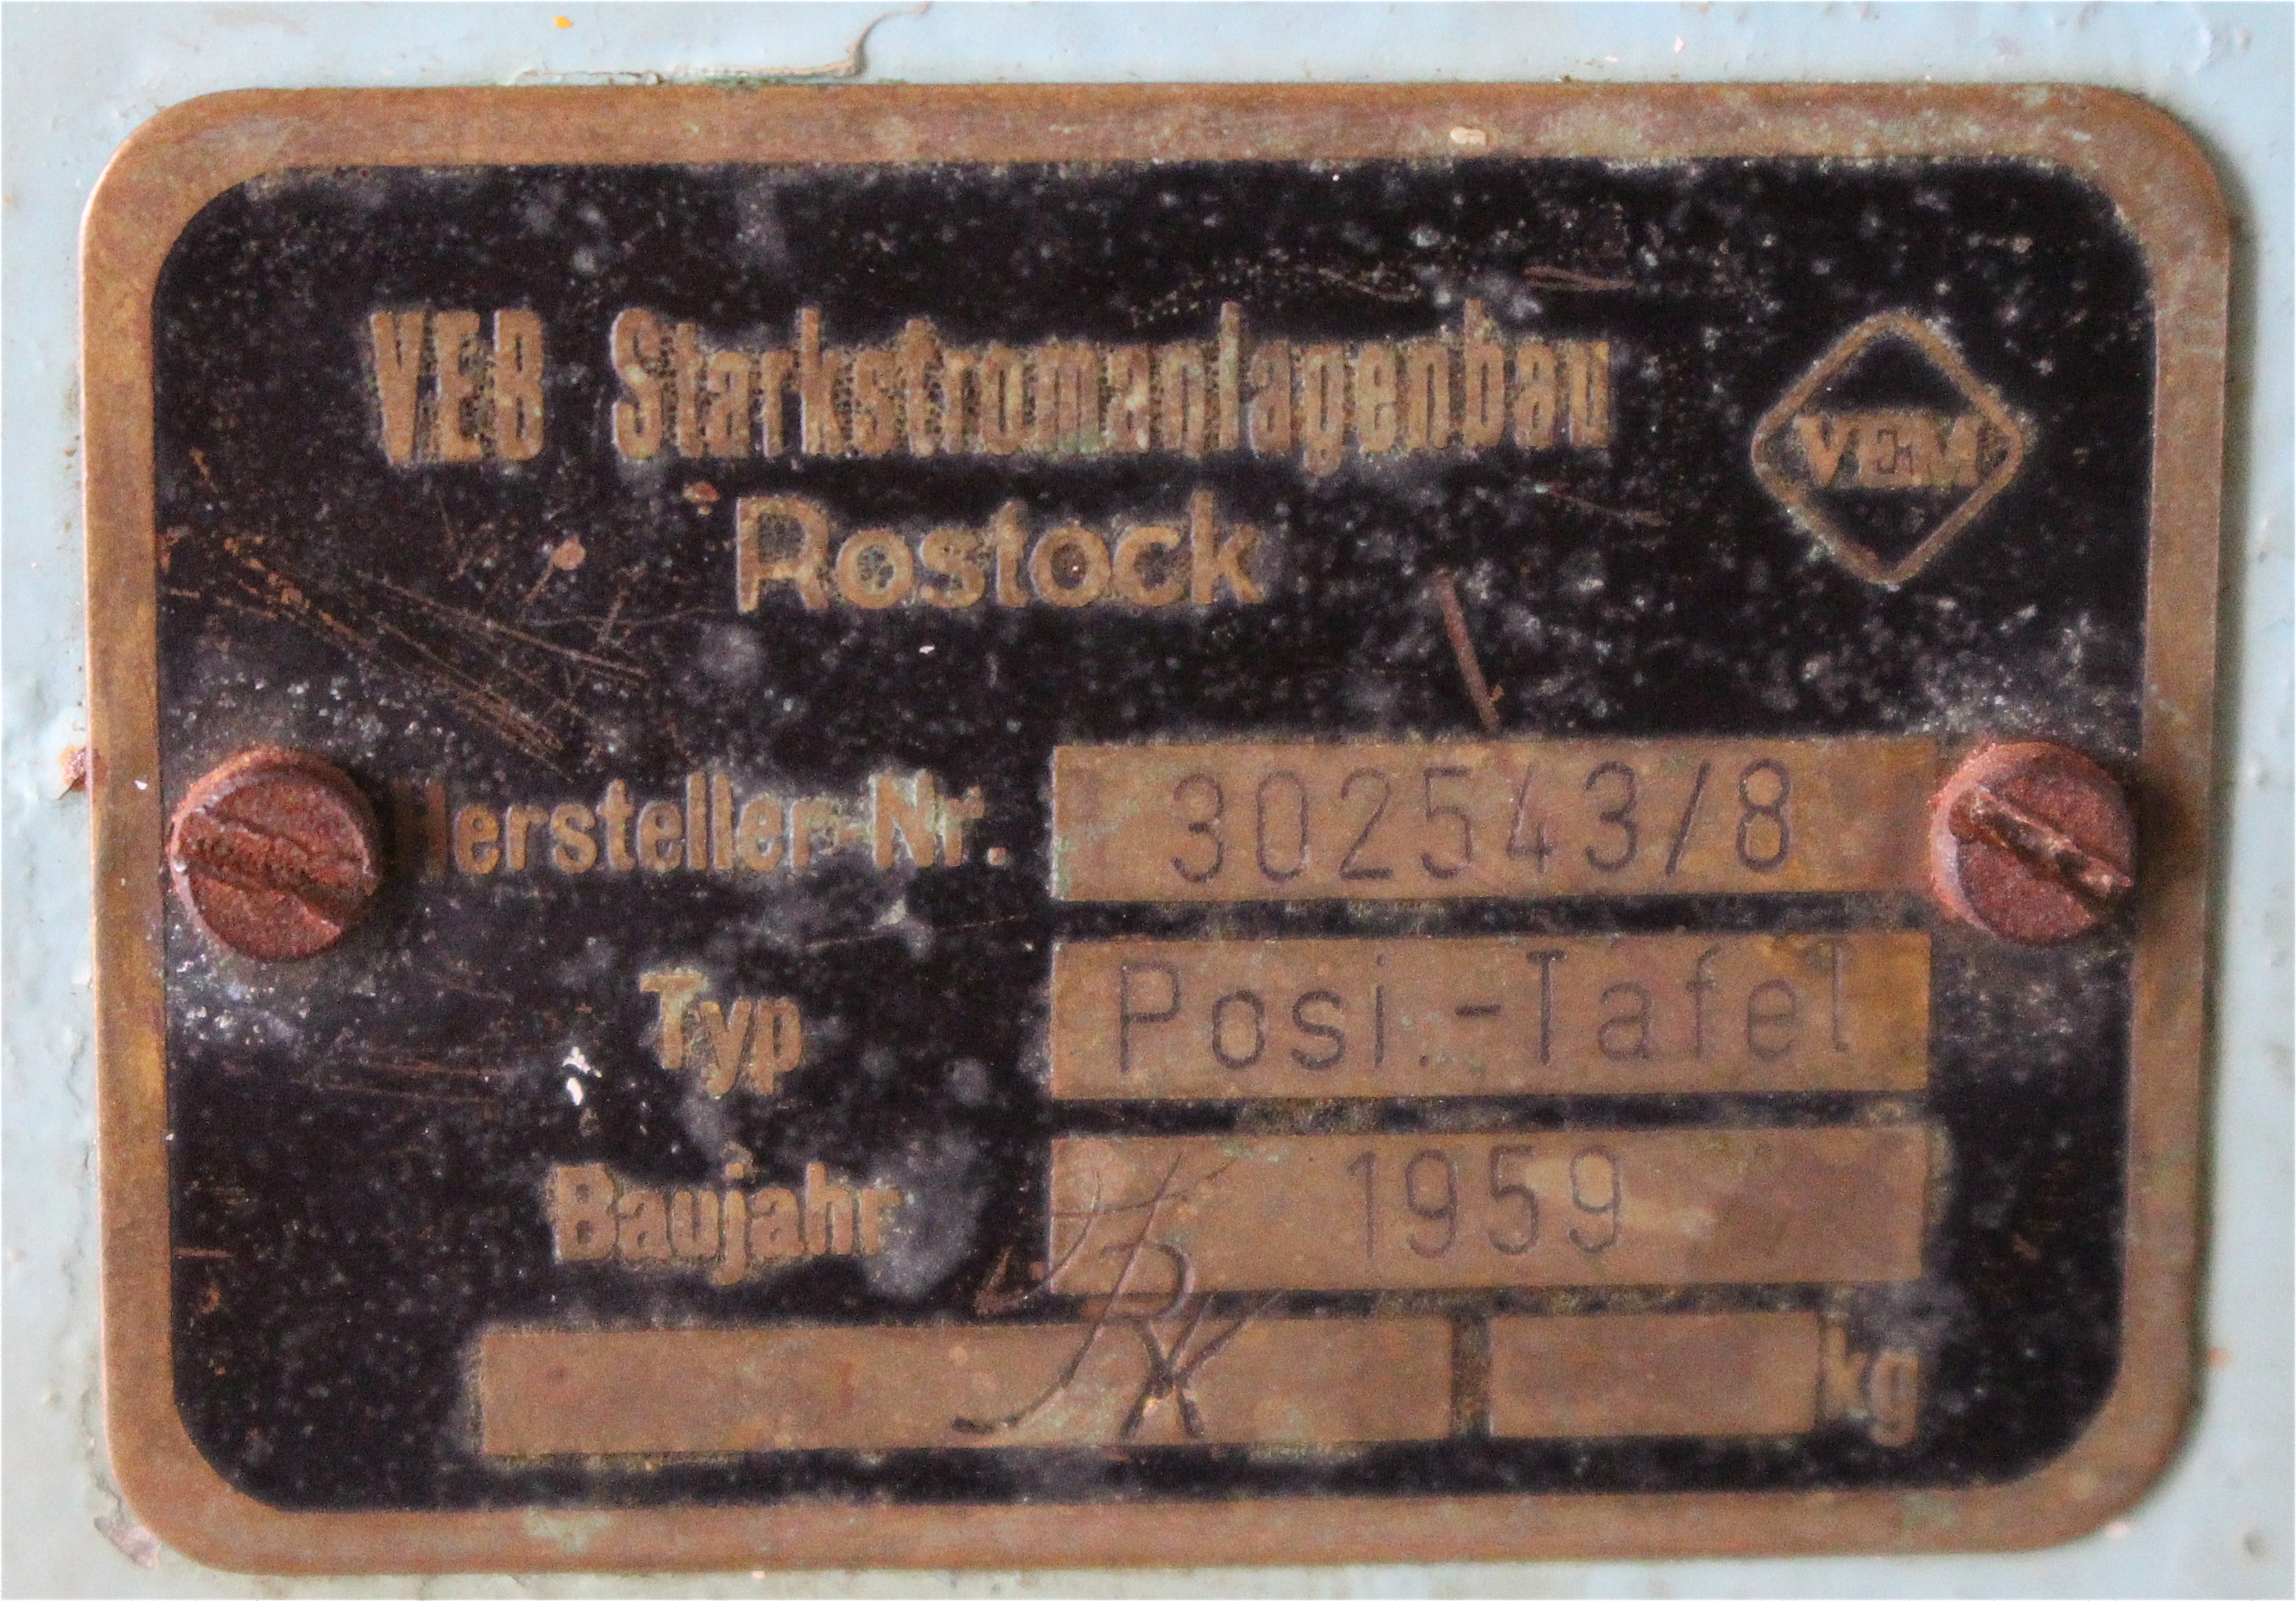 VEB Starkstromanlagenbau
VEM
Rostock
Hersteller-Nr. 302543/8
Typ Posi.-Tafel
Baujahr 1959
kg